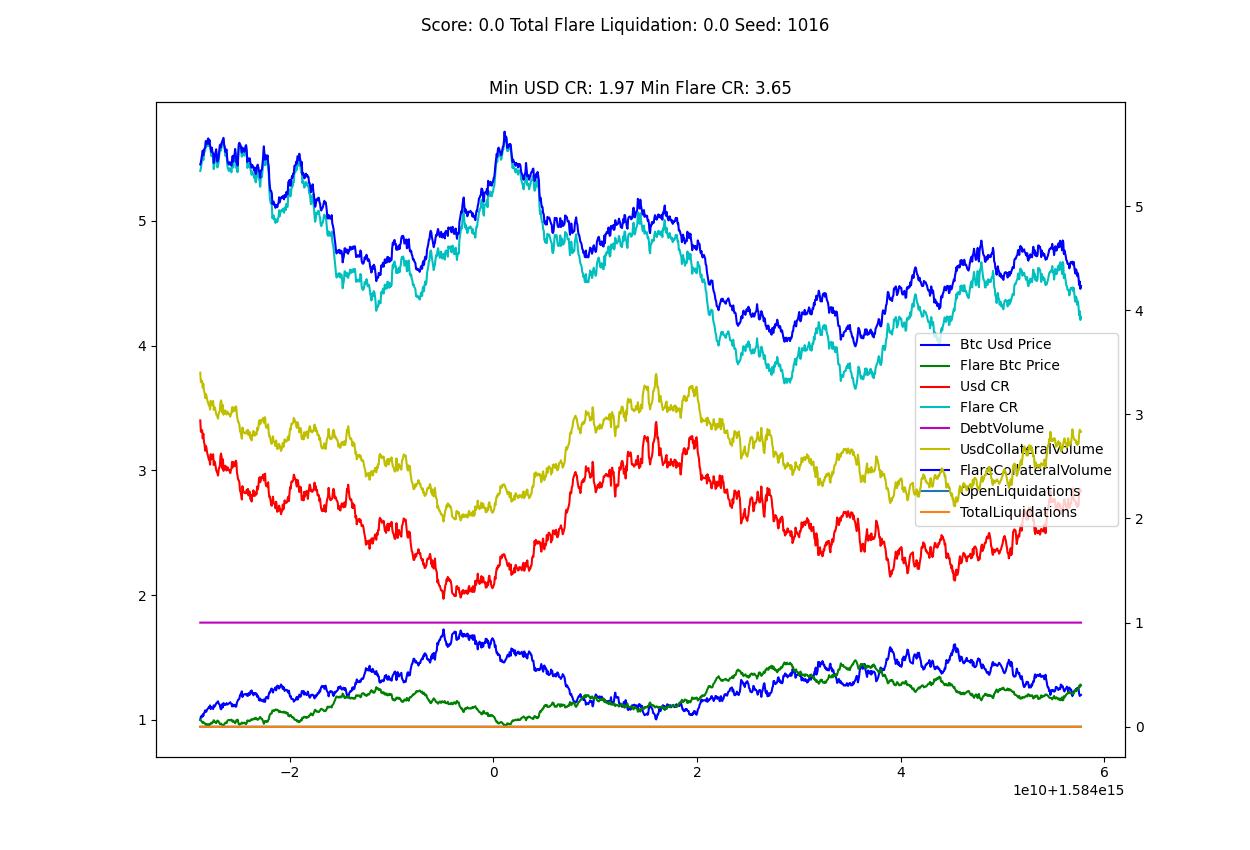 Score: 0.0 Total Flare Liquidation: 0.0 Seed: 1016
Min USD CR: 1.97 Min Flare CR: 3.65
5
4
3
2
1
5
4
3
2
1
0
Btc Usd Price
Flare Btc Price
Usd CR
Flare CR
DebtVolume
UsdCollateralVolume
FlareCollateralVolume
OpenLiquidations
TotalLiquidations
−2 0 2 4 6
1e10+1.584e15